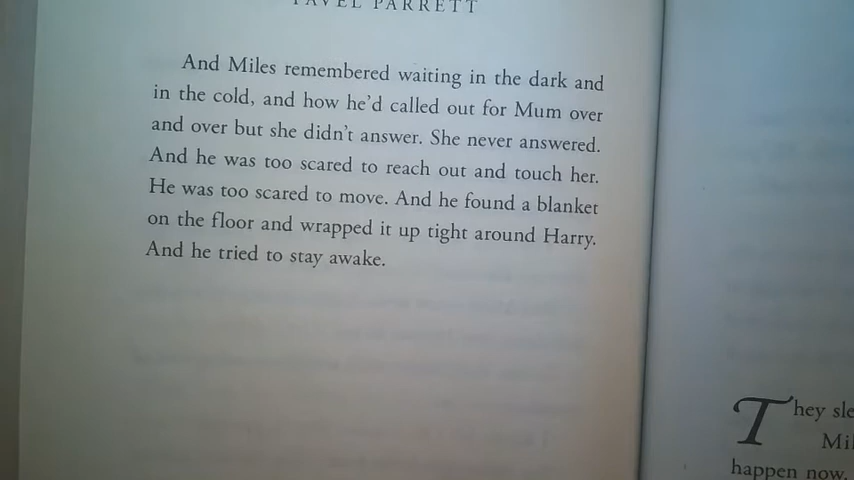 PAVEL PARRETT
And Miles remembered waiting in the dark and
in the cold, and how he'd called out for Mum over
and over but she didn't answer. She never answered.
And he was too scared to reach out and touch her.
He was too scared to move. And he found a blanket
on the floor and wrapped it up tight around Harry.
And he tried to stay awake.
They sle
Mil
happen now.